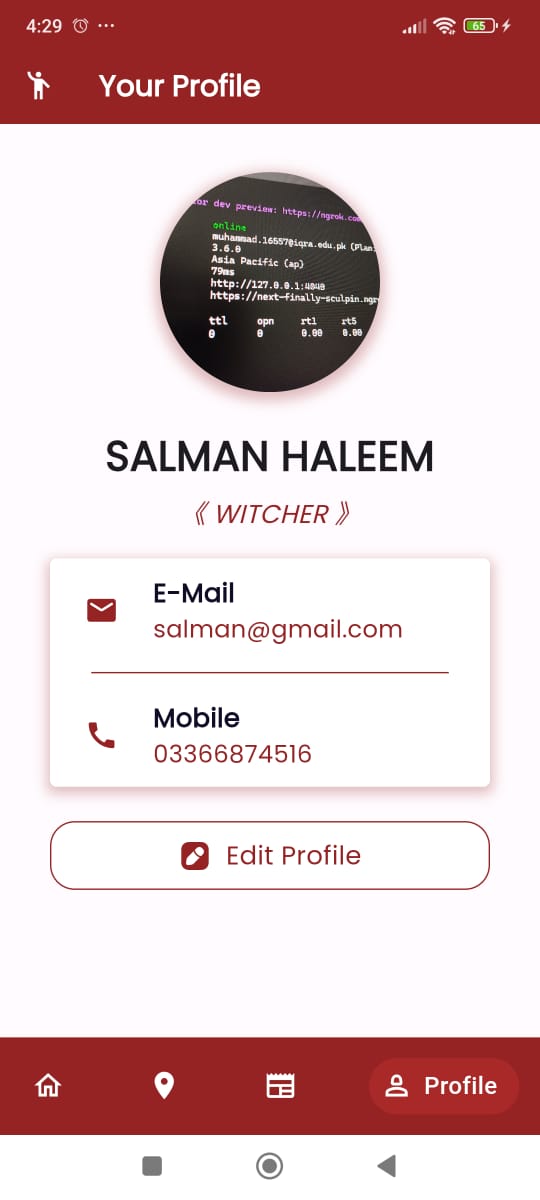 4:29
65
Your Profile
for dev preview: https://ngrok.com
online
muhammad.16557@iqra.edu.pk (Plan:
3.6.0
Asia Pacific (ap)
79ms
http://127.0.0.1:4040
https://next-finally-sculpin.ngr
ttl opn rt1 rt5
0 0 0.00 0.00
SALMAN HALEEM
《 WITCHER 》
E-Mail
salman@gmail.com
Mobile
03366874516
Edit Profile
Profile